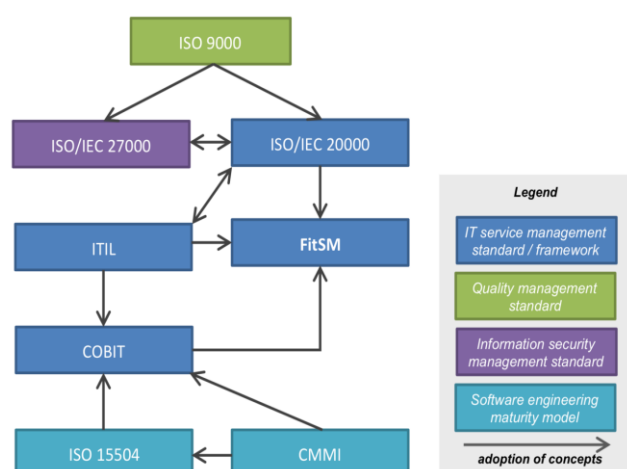 ISO 9000
ISO/IEC 27000
ISO/IEC 20000
Legend
ITIL
FitSM
IT service management
standard / framework
Quality management
standard
COBIT
Information security
management standard
Software engineering
maturity model
ISO 15504
CMMI
adoption of concepts